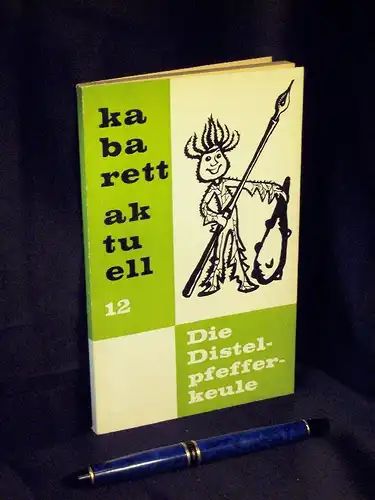 ka
ba
rett
ak
tu
ell
12
Die
Distel-
pfeffer-
keule